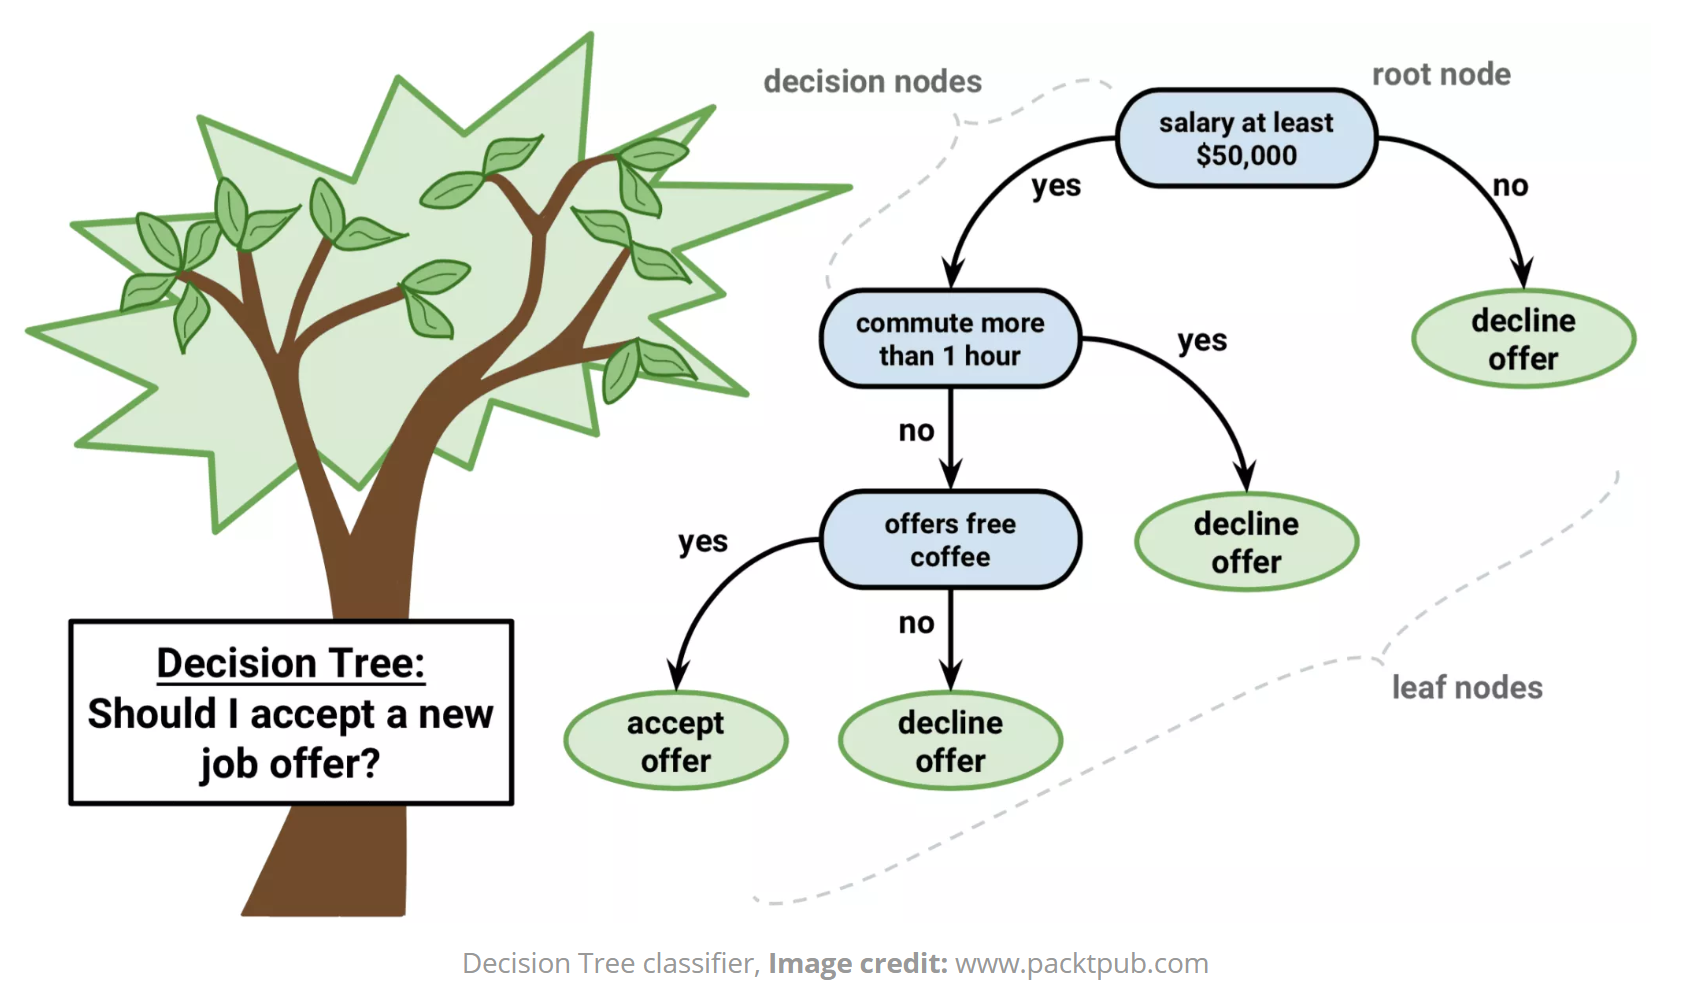 decision nodes
root node
salary at least
$50,000
yes
no
commute more
than 1 hour
yes
decline
offer
no
offers free
coffee
yes
decline
offer
no
leaf nodes
accept
offer
decline
offer
Decision Tree:
Should I accept a new
job offer?
Decision Tree classifier, Image credit: www.packtpub.com